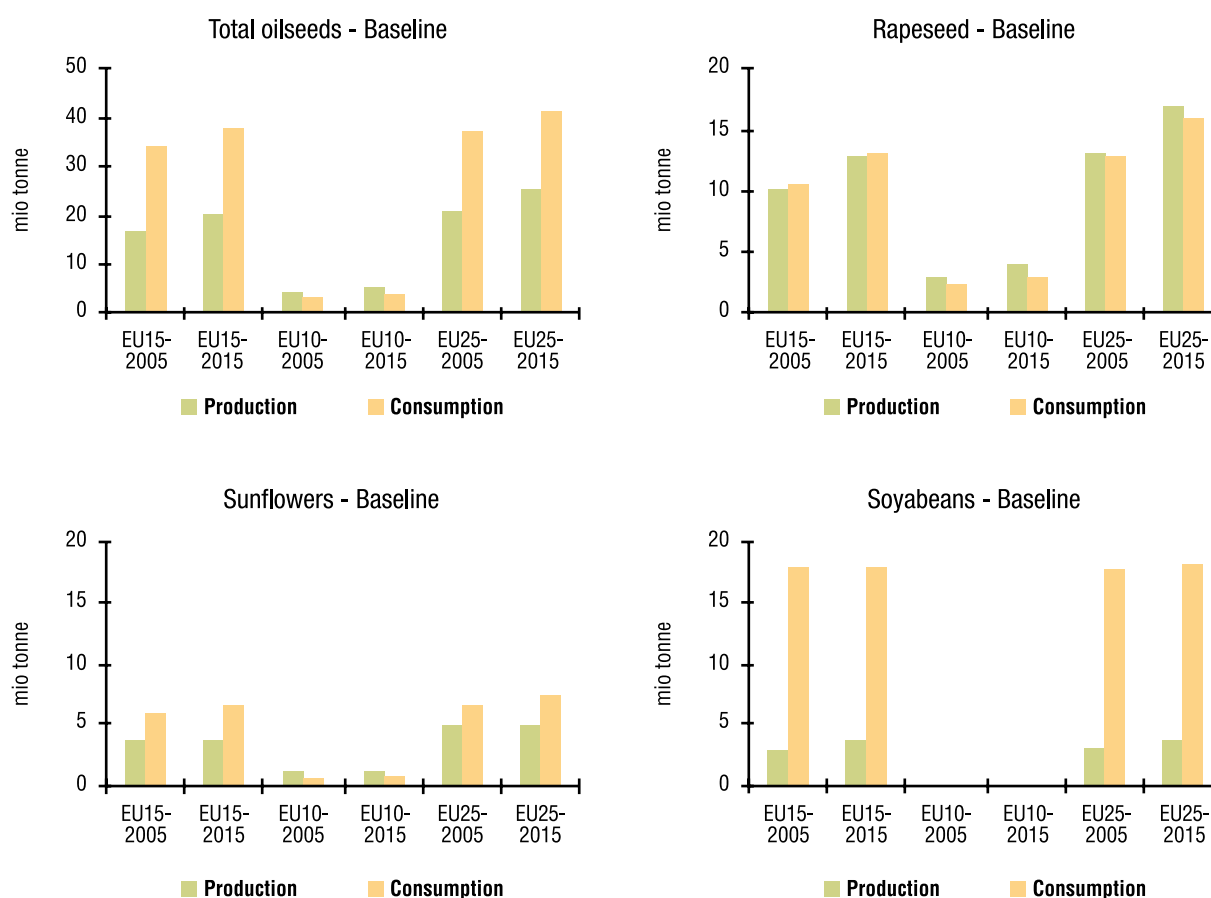 Total oilseeds - Baseline
mio tonne
50
40
30
20
10
0
EU15-2005
EU15-2015
EU10-2005
EU10-2015
EU25-2005
EU25-2015
Production
Consumption
Rapeseed - Baseline
mio tonne
20
15
10
5
0
EU15-2005
EU15-2015
EU10-2005
EU10-2015
EU25-2005
EU25-2015
Production
Consumption
Sunflowers - Baseline
mio tonne
20
15
10
5
0
EU15-2005
EU15-2015
EU10-2005
EU10-2015
EU25-2005
EU25-2015
Production
Consumption
Soyabeans - Baseline
mio tonne
20
15
10
5
0
EU15-2005
EU15-2015
EU10-2005
EU10-2015
EU25-2005
EU25-2015
Production
Consumption